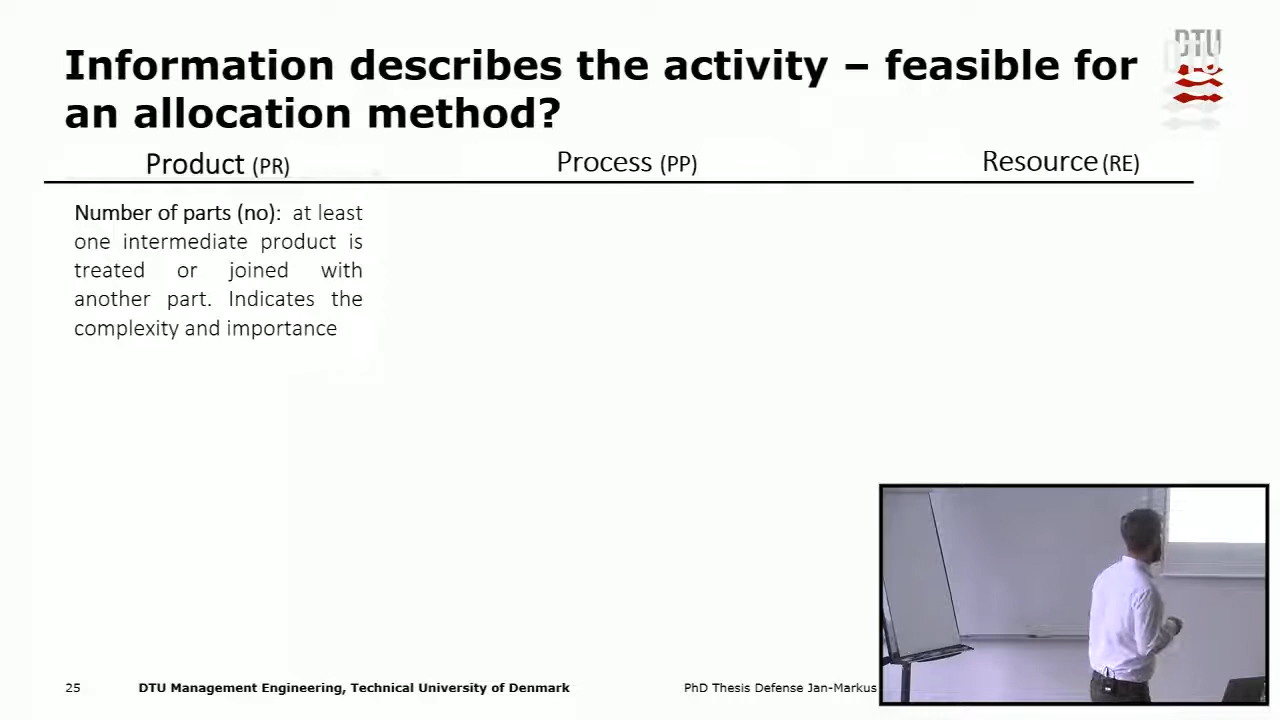 Information describes the activity – feasible for
an allocation method?
DTU
Product (PR)
Process (PP)
Resource (RE)
Number of parts (no): at least
one intermediate product is
treated or joined with
another part. Indicates the
complexity and importance
25
DTU Management Engineering, Technical University of Denmark
PhD Thesis Defense Jan-Markus